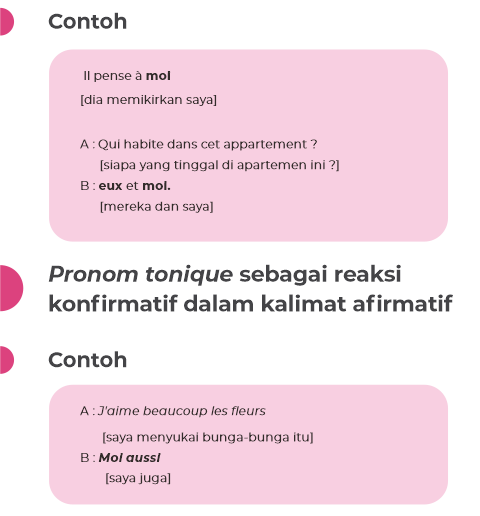 Contoh
Il pense à moi
[dia memikirkan saya]
A : Qui habite dans cet appartement ?
[siapa yang tinggal di apartemen ini ?]
B : eux et moi.
[mereka dan saya]
Pronom tonique sebagai reaksi
konfirmatif dalam kalimat afirmatif
Contoh
A : J'aime beaucoup les fleurs
[saya menyukai bunga-bunga itu]
B : Moi aussi
[saya juga]